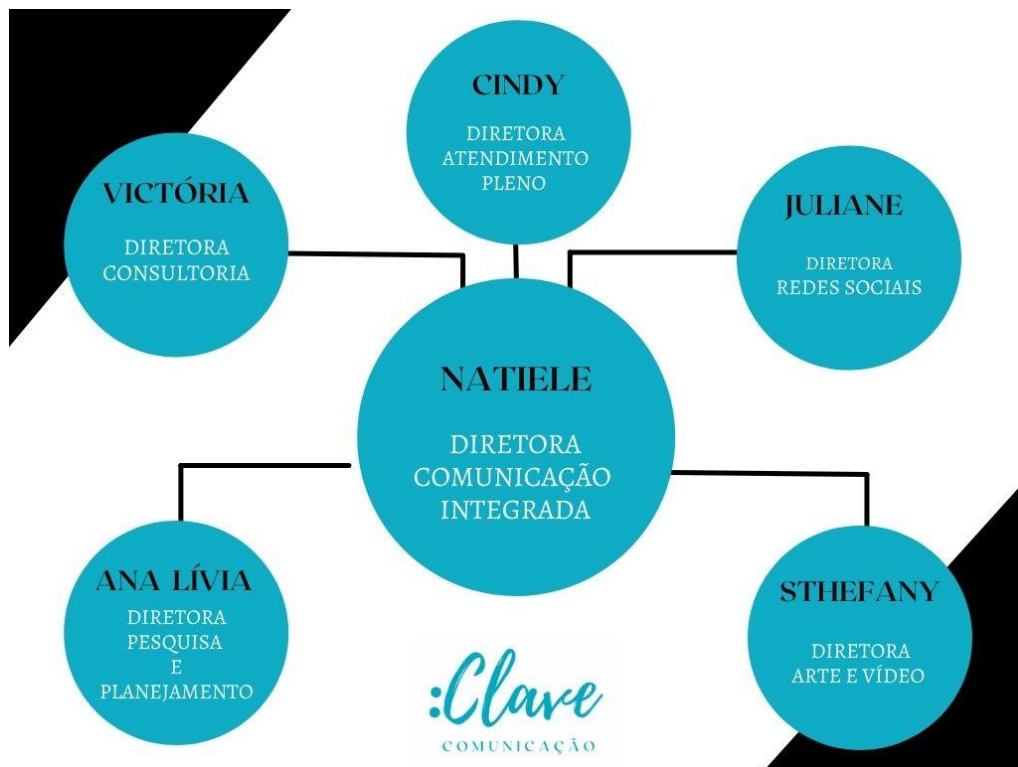 CINDY
DIRETORA
ATENDIMENTO
PLENO
VICTÓRIA
DIRETORA
CONSULTORIA
JULIANE
DIRETORA
REDES SOCIAIS
NATIELE
DIRETORA
COMUNICAÇÃO
INTEGRADA
ANA LÍVIA
DIRETORA
PESQUISA
E
PLANEJAMENTO
STHEFANY
DIRETORA
ARTE E VÍDEO
:Clave
COMUNICAÇÃO